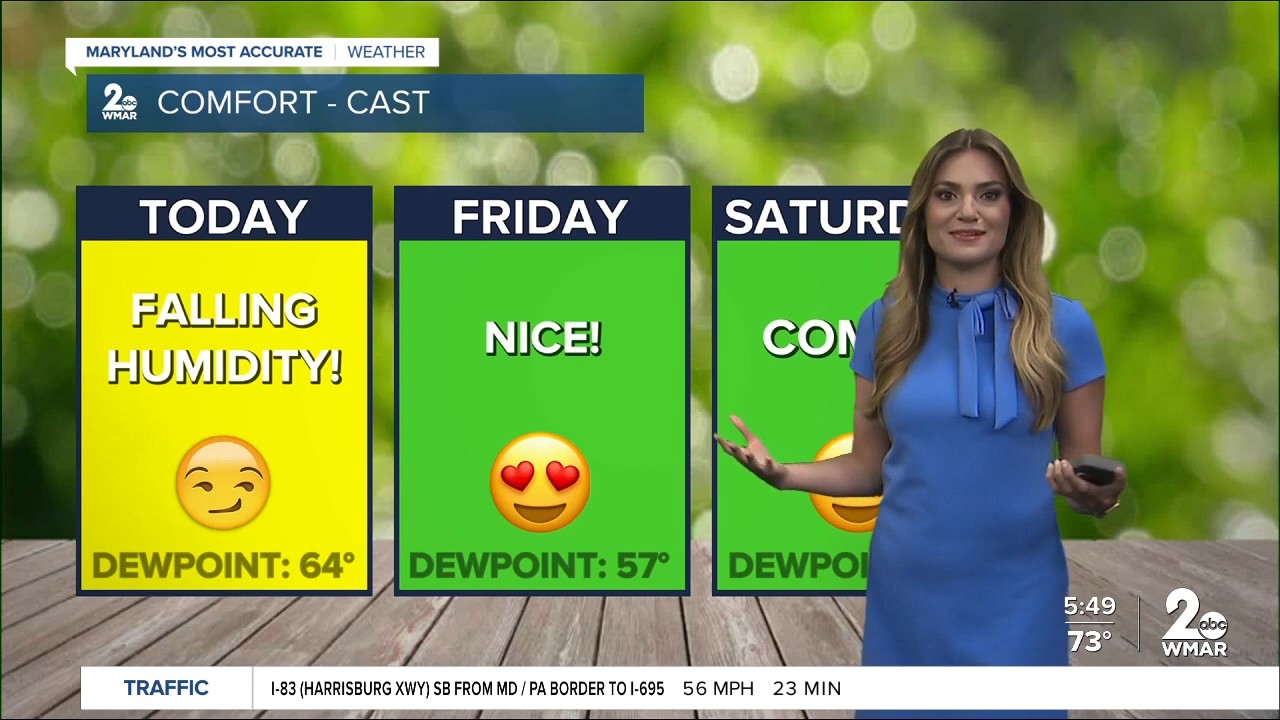 MARYLAND'S MOST ACCURATE | WEATHER
2 abc WMAR COMFORT - CAST
TODAY
FALLING
HUMIDITY!
DEWPOINT: 64°
FRIDAY
NICE!
DEWPOINT: 57°
5:49
73°
2 abc
WMAR
TRAFFIC I-83 (HARRISBURG XWY) SB FROM MD / PA BORDER TO I-695 56 MPH 23 MIN